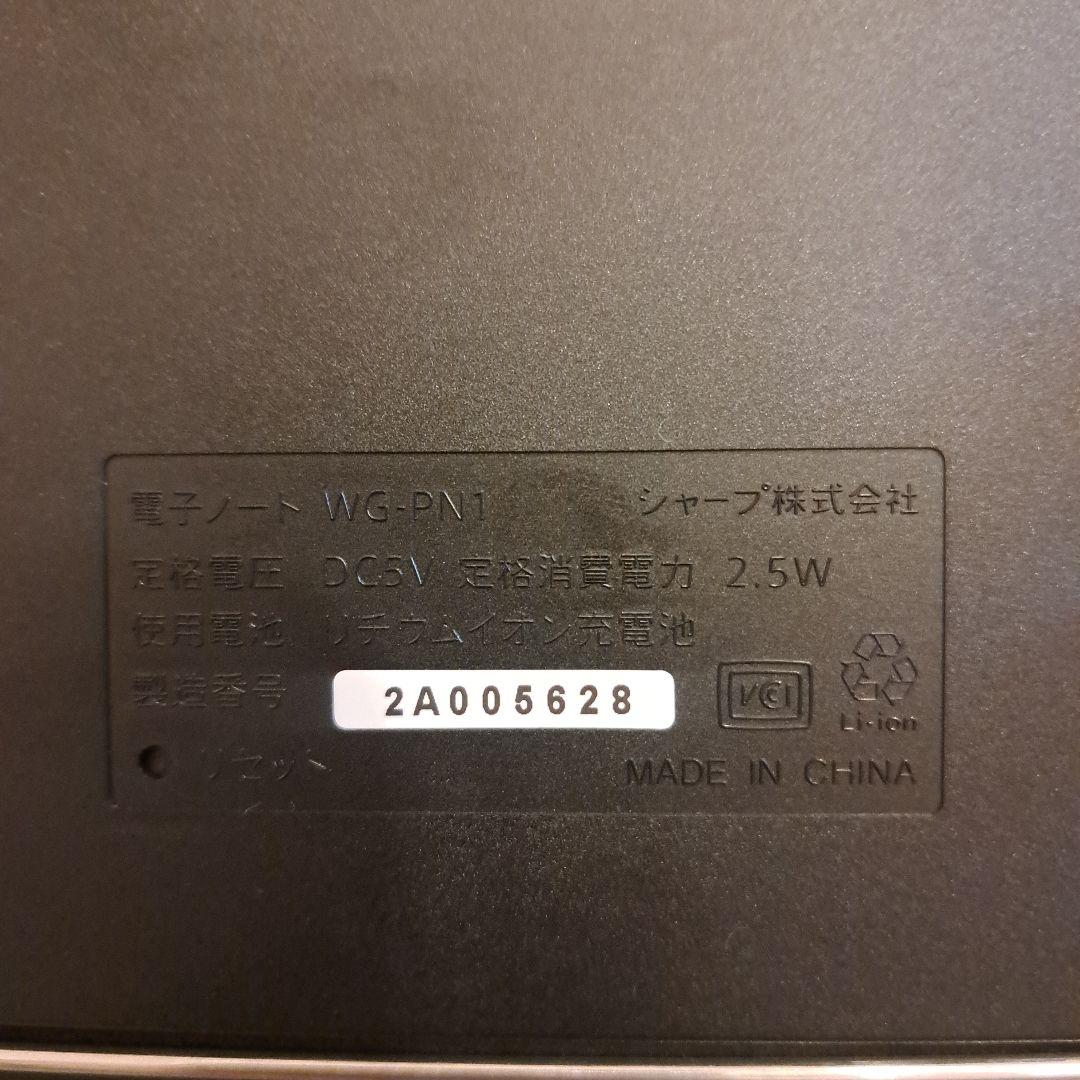 電子ノート WG-PN1 シャープ株式会社
定格電圧 DC5V 定格消費電力 2.5W
使用電池 リチウムイオン充電池
製造番号 2A005628
VCCI
Li-ion
リセット MADE IN CHINA